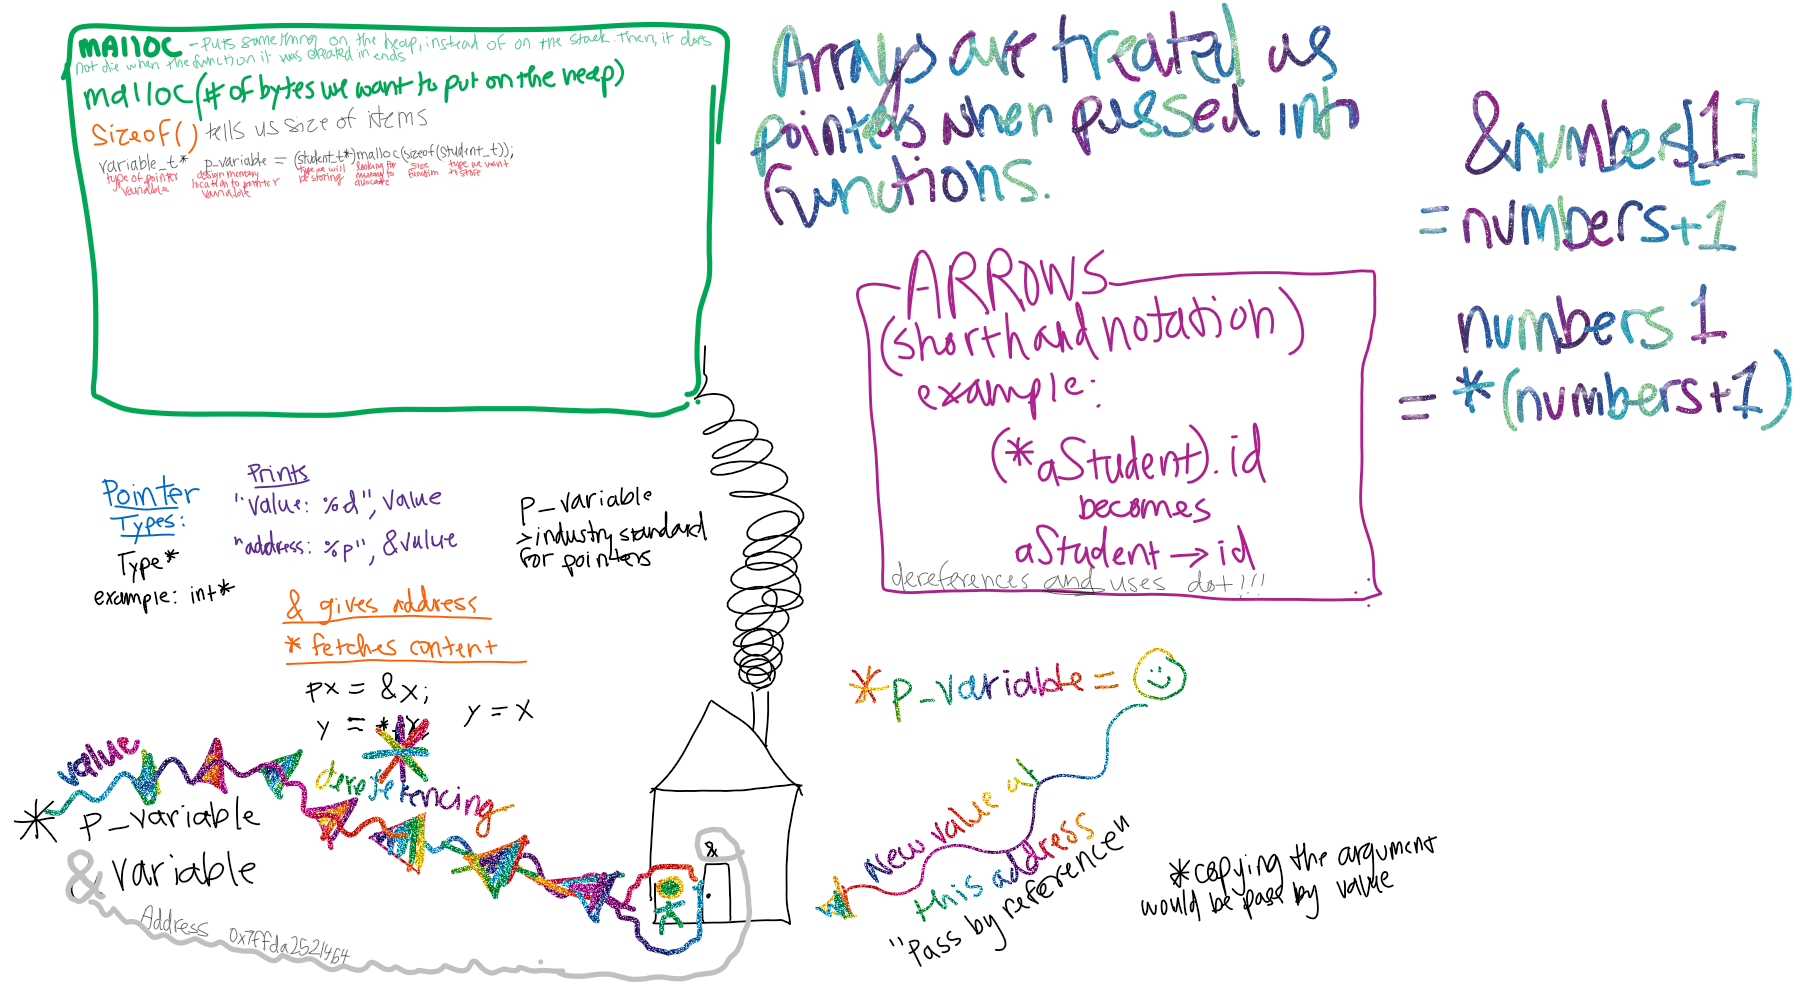 malloc - puts something on the heap, instead of on the stack. Then, it does
not die when the function it was created in ends
malloc(# of bytes we want to put on the heap)
sizeof() tells us size of items
variable_t* p_variable = (student_t*)malloc(sizeof(student_t));
type of pointer variable
design memory location to pointer variable
type we will be storing
looking for memory to allocate
size function
type we want to store
Arrays are treated as
pointers when passed into
functions.
&numbers[1]
= numbers+1
numbers 1
= *(numbers+1)
ARROWS
(shorthand notation)
example:
(*aStudent).id
becomes
aStudent → id
dereferences and uses dot!!!
Pointer
Types:
Type*
example: int*
Prints
"value: %d", value
"address: %p", &value
p_variable
>industry standard
for pointers
& gives address
* fetches content
px = &x;
y = *
y = x
value
dereferencing
* p_variable
& variable
Address 0x7ffda2521464
&
*p_variable =
New value at
this address
"Pass by reference
*copying the argument
would be pass by value